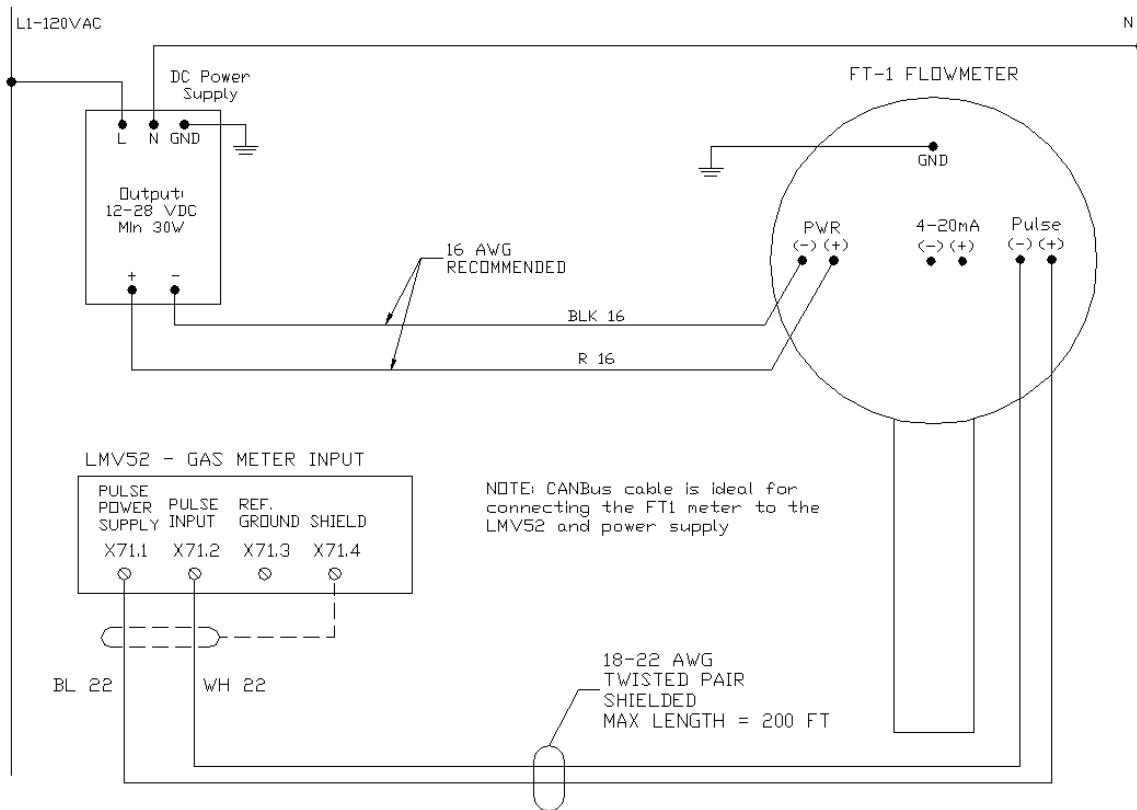 L1-120VAC
N
DC Power
Supply
L N GND
Output:
12-28 VDC
Min 30W
+ -
FT-1 FLOWMETER
GND
PWR
(-) (+)
4-20mA
(-) (+)
Pulse
(-) (+)
16 AWG
RECOMMENDED
BLK 16
R 16
LMV52 - GAS METER INPUT
PULSE
POWER
SUPPLY
PULSE
INPUT
REF.
GROUND
SHIELD
X71.1 X71.2 X71.3 X71.4
NOTE: CANBus cable is ideal for
connecting the FT1 meter to the
LMV52 and power supply
BL 22
WH 22
18-22 AWG
TWISTED PAIR
SHIELDED
MAX LENGTH = 200 FT